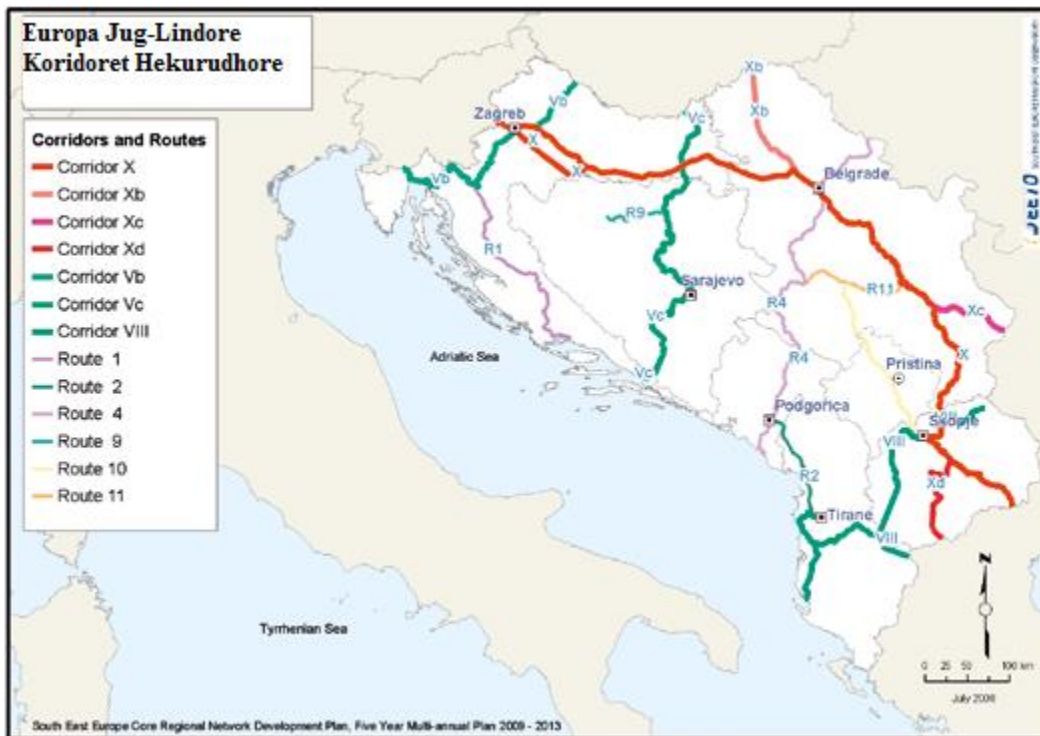 Europa Jug-Lindore
Koridoret Hekurudhore
Corridors and Routes
Corridor X
Corridor Xb
Corridor Xc
Corridor Xd
Corridor Vb
Corridor Vc
Corridor VIII
Route 1
Route 2
Route 4
Route 9
Route 10
Route 11
Xb
Vb
Xb
Zagreb
Vc
X
X
Vb
Belgrade
R9
R1
Sarajevo
R11
R4
Xc
Vc
Adriatic Sea
R4
X
Pristina
Vc
Podgorica
VIII
Skopje
VIII
R2
Xd
Tirane
VIII
Tyrrhenian Sea
0 25 50 100 km
South East Europe Core Regional Network Development Plan, Five Year Multi-annual Plan 2009 - 2013